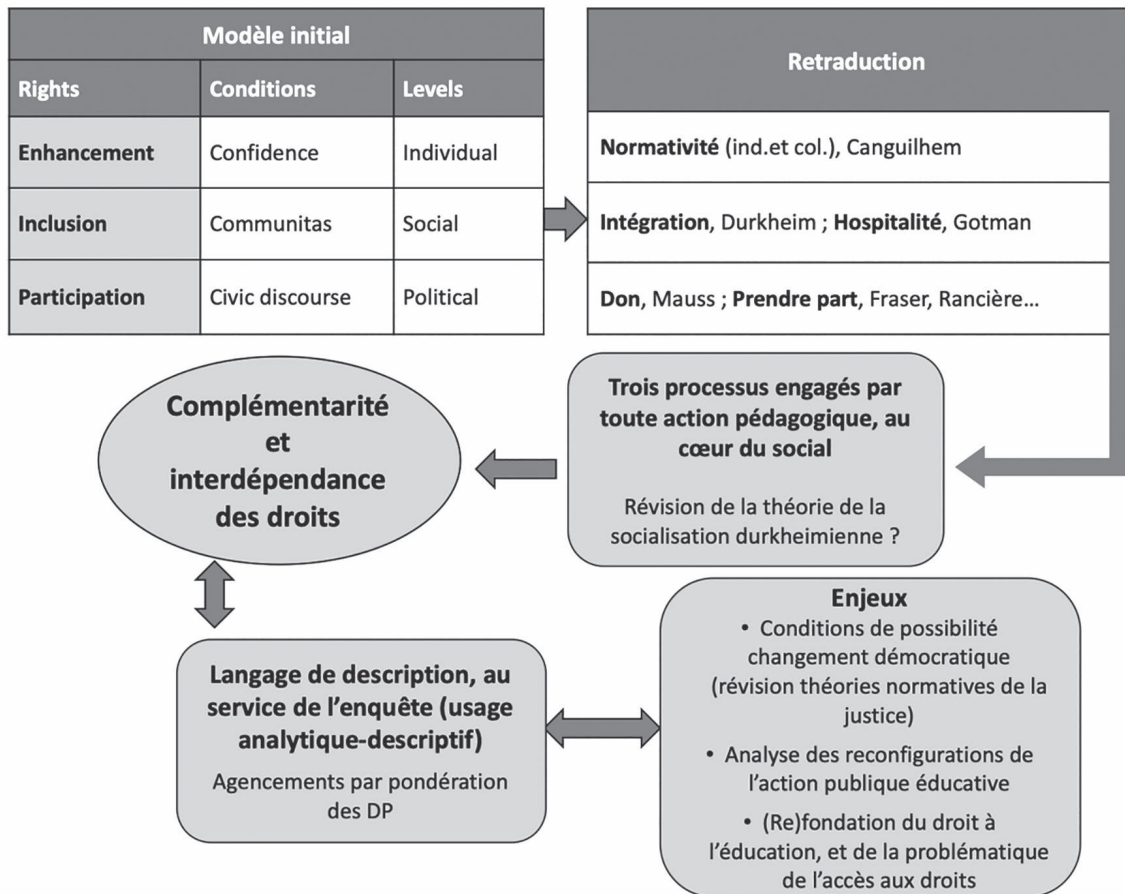 Modèle initial
Rights Conditions Levels
Enhancement Confidence Individual
Inclusion Communitas Social
Participation Civic discourse Political
Retraduction
Normativité (ind.et col.), Canguilhem
Intégration, Durkheim ; Hospitalité, Gotman
Don, Mauss ; Prendre part, Fraser, Rancière...
Trois processus engagés par
toute action pédagogique, au
cœur du social
Révision de la théorie de la
socialisation durkheimienne ?
Complémentarité
et
interdépendance
des droits
Langage de description, au
service de l’enquête (usage
analytique-descriptif)
Agencements par pondération
des DP
Enjeux
• Conditions de possibilité
changement démocratique
(révision théories normatives de la
justice)
• Analyse des reconfigurations de
l’action publique éducative
• (Re)fondation du droit à
l’éducation, et de la problématique
de l’accès aux droits